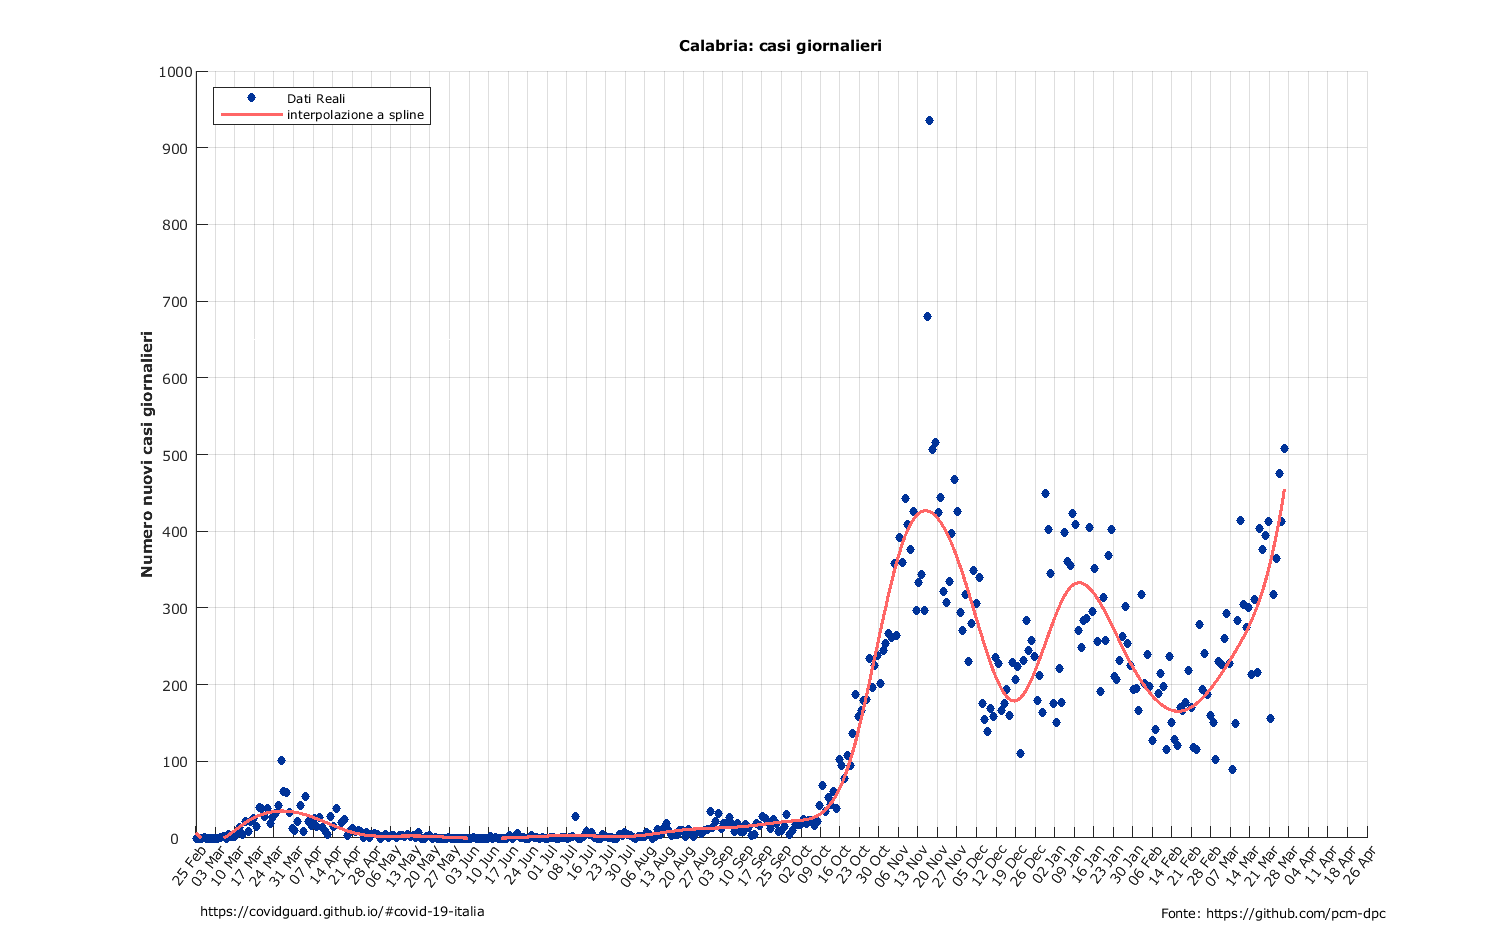 Calabria: casi giornalieri
Dati Reali
interpolazione a spline
Numero nuovi casi giornalieri
1000
900
800
700
600
500
400
300
200
100
0
25 Feb
03 Mar
10 Mar
17 Mar
24 Mar
31 Mar
07 Apr
14 Apr
21 Apr
28 Apr
06 May
13 May
20 May
27 May
03 Jun
10 Jun
17 Jun
24 Jun
01 Jul
08 Jul
16 Jul
23 Jul
30 Jul
06 Aug
13 Aug
20 Aug
27 Aug
03 Sep
10 Sep
17 Sep
25 Sep
02 Oct
09 Oct
16 Oct
23 Oct
30 Oct
06 Nov
13 Nov
20 Nov
27 Nov
05 Dec
12 Dec
19 Dec
26 Jan
02 Jan
09 Jan
16 Jan
23 Jan
30 Jan
06 Feb
14 Feb
21 Feb
28 Feb
07 Mar
14 Mar
21 Mar
28 Mar
04 Apr
11 Apr
18 Apr
26 Apr
https://covidguard.github.io/#covid-19-italia
Fonte: https://github.com/pcm-dpc